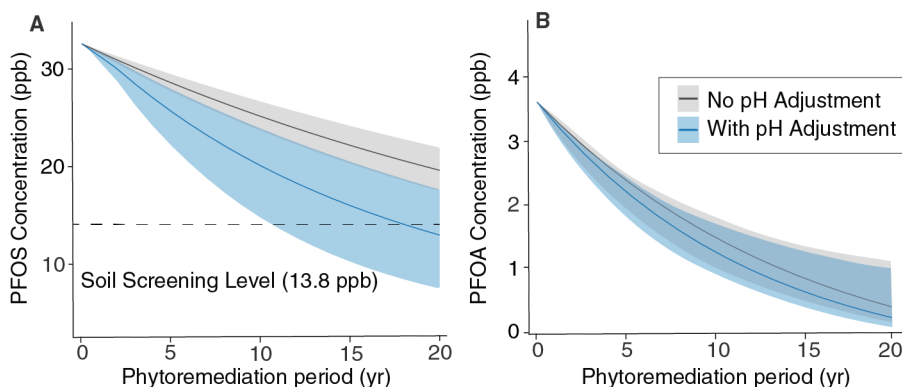 A
PFOS Concentration (ppb)
30
20
10
Soil Screening Level (13.8 ppb)
0
5
10
15
20
Phytoremediation period (yr)
B
PFOA Concentration (ppb)
4
3
2
1
0
No pH Adjustment
With pH Adjustment
0
5
10
15
20
Phytoremediation period (yr)